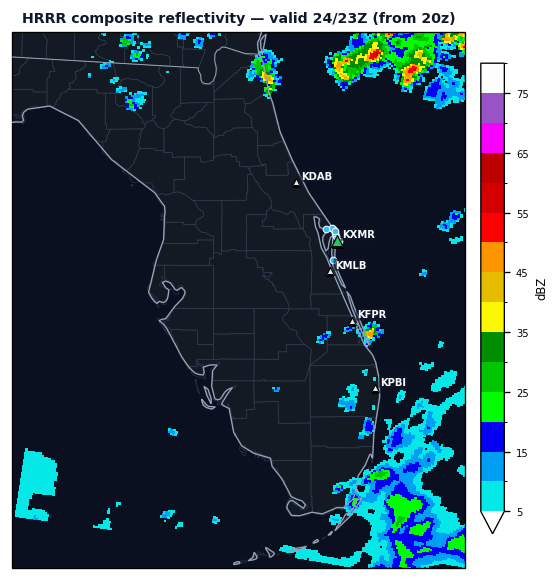 HRRR composite reflectivity — valid 24/23Z (from 20z)
KDAB
KXMR
KMLB
KFPR
KPBI
75
65
55
45
35
25
15
5
dBZ